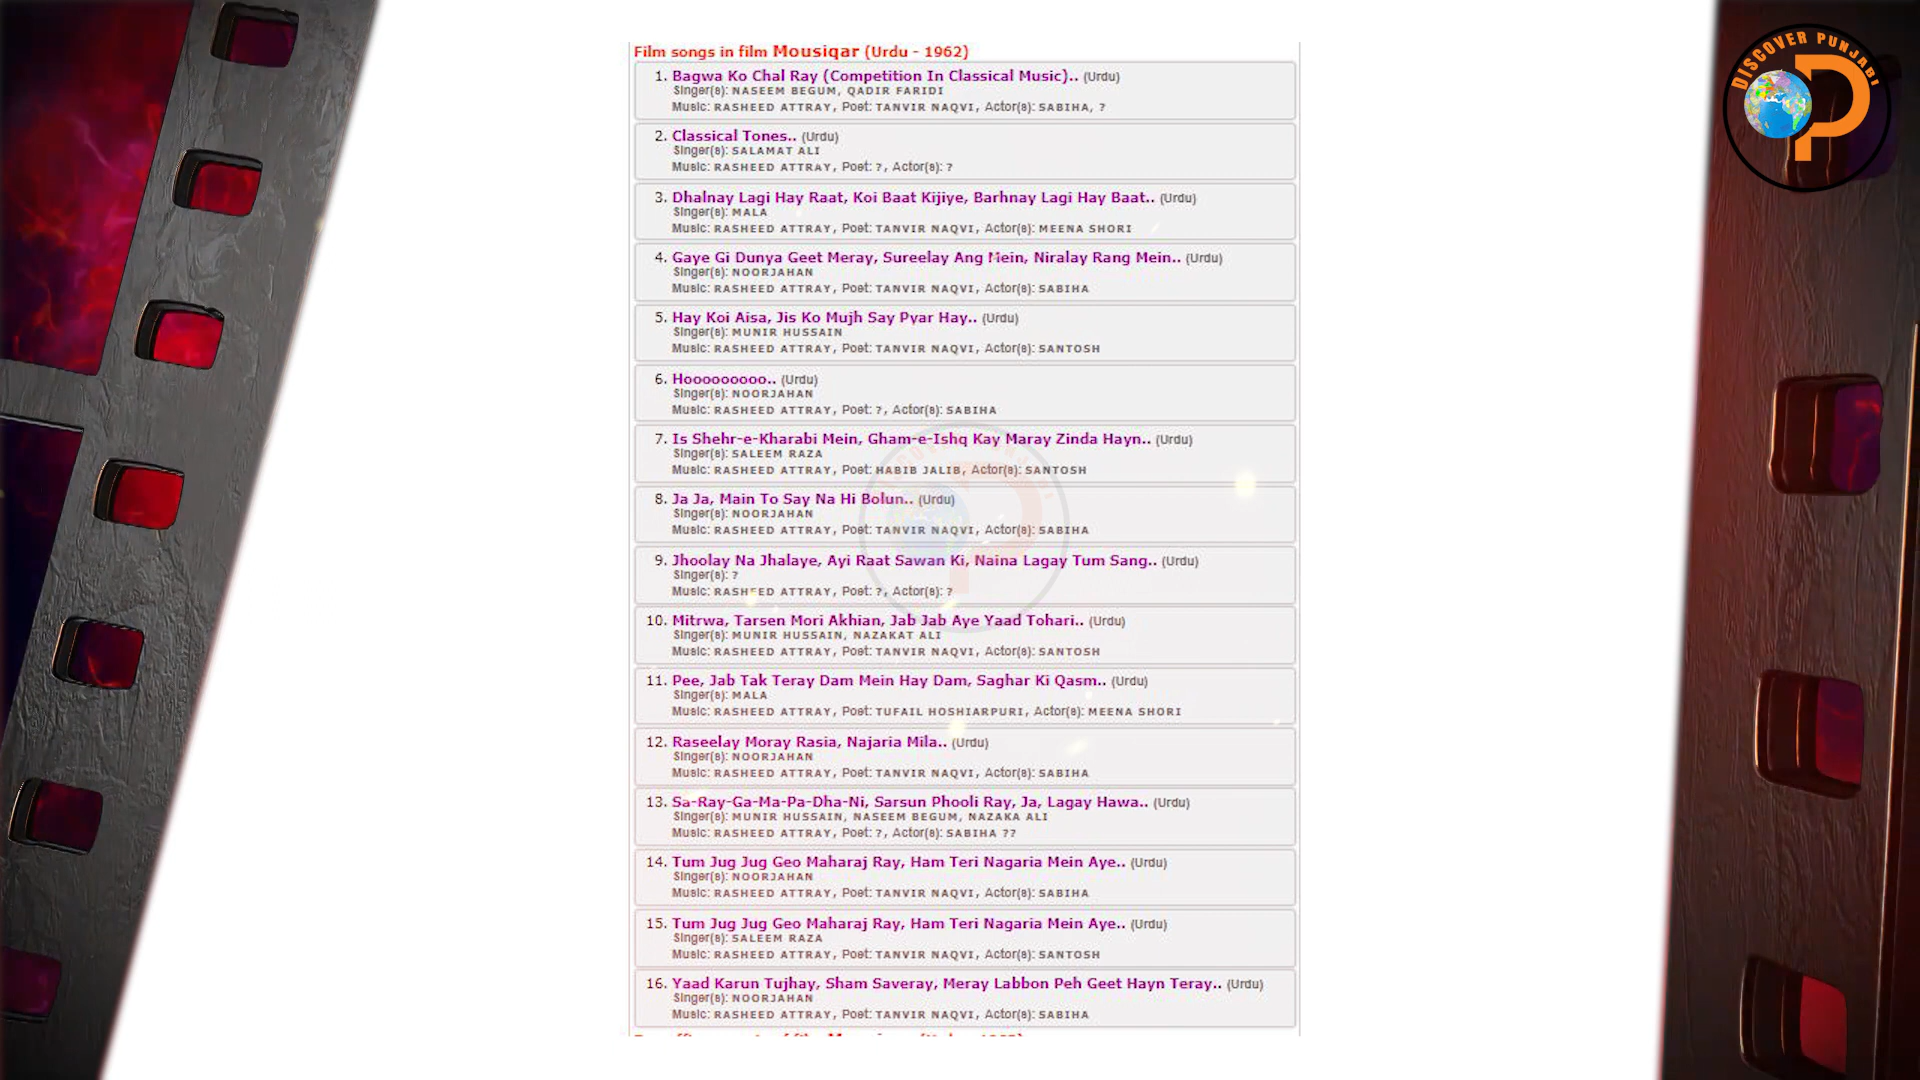 DISCOVER PUNJABI
Film songs in film Mousiqar (Urdu - 1962)
1. Bagwa Ko Chal Ray (Competition In Classical Music).. (Urdu)
Singer(s): NASEEM BEGUM, QADIR FARIDI
Music: RASHEED ATTRAY, Poet: TANVIR NAQVI, Actor(s): SABIHA, ?
2. Classical Tones.. (Urdu)
Singer(s): SALAMAT ALI
Music: RASHEED ATTRAY, Poet: ?, Actor(s): ?
3. Dhalnay Lagi Hay Raat, Koi Baat Kijiye, Barhnay Lagi Hay Baat.. (Urdu)
Singer(s): MALA
Music: RASHEED ATTRAY, Poet: TANVIR NAQVI, Actor(s): MEENA SHORI
4. Gaye Gi Dunya Geet Meray, Sureelay Ang Mein, Niralay Rang Mein.. (Urdu)
Singer(s): NOORJAHAN
Music: RASHEED ATTRAY, Poet: TANVIR NAQVI, Actor(s): SABIHA
5. Hay Koi Aisa, Jis Ko Mujh Say Pyar Hay.. (Urdu)
Singer(s): MUNIR HUSSAIN
Music: RASHEED ATTRAY, Poet: TANVIR NAQVI, Actor(s): SANTOSH
6. Hooooooooo.. (Urdu)
Singer(s): NOORJAHAN
Music: RASHEED ATTRAY, Poet: ?, Actor(s): SABIHA
7. Is Shehr-e-Kharabi Mein, Gham-e-Ishq Kay Maray Zinda Hayn.. (Urdu)
Singer(s): SALEEM RAZA
Music: RASHEED ATTRAY, Poet: HABIB JALIB, Actor(s): SANTOSH
8. Ja Ja, Main To Say Na Hi Bolun.. (Urdu)
Singer(s): NOORJAHAN
Music: RASHEED ATTRAY, Poet: TANVIR NAQVI, Actor(s): SABIHA
9. Jhoolay Na Jhalaye, Ayi Raat Sawan Ki, Naina Lagay Tum Sang.. (Urdu)
Singer(s): ?
Music: RASHEED ATTRAY, Poet: ?, Actor(s): ?
10. Mitrwa, Tarsen Mori Akhian, Jab Jab Aye Yaad Tohari.. (Urdu)
Singer(s): MUNIR HUSSAIN, NAZAKAT ALI
Music: RASHEED ATTRAY, Poet: TANVIR NAQVI, Actor(s): SANTOSH
11. Pee, Jab Tak Teray Dam Mein Hay Dam, Saghar Ki Qasm.. (Urdu)
Singer(s): MALA
Music: RASHEED ATTRAY, Poet: TUFAIL HOSHIARPURI, Actor(s): MEENA SHORI
12. Raseelay Moray Rasia, Najaria Mila.. (Urdu)
Singer(s): NOORJAHAN
Music: RASHEED ATTRAY, Poet: TANVIR NAQVI, Actor(s): SABIHA
13. Sa-Ray-Ga-Ma-Pa-Dha-Ni, Sarsun Phooli Ray, Ja, Lagay Hawa.. (Urdu)
Singer(s): MUNIR HUSSAIN, NASEEM BEGUM, NAZAKA ALI
Music: RASHEED ATTRAY, Poet: ?, Actor(s): SABIHA ??
14. Tum Jug Jug Geo Maharaj Ray, Ham Teri Nagaria Mein Aye.. (Urdu)
Singer(s): NOORJAHAN
Music: RASHEED ATTRAY, Poet: TANVIR NAQVI, Actor(s): SABIHA
15. Tum Jug Jug Geo Maharaj Ray, Ham Teri Nagaria Mein Aye.. (Urdu)
Singer(s): SALEEM RAZA
Music: RASHEED ATTRAY, Poet: TANVIR NAQVI, Actor(s): SANTOSH
16. Yaad Karun Tujhay, Sham Saveray, Meray Labbon Peh Geet Hayn Teray.. (Urdu)
Singer(s): NOORJAHAN
Music: RASHEED ATTRAY, Poet: TANVIR NAQVI, Actor(s): SABIHA